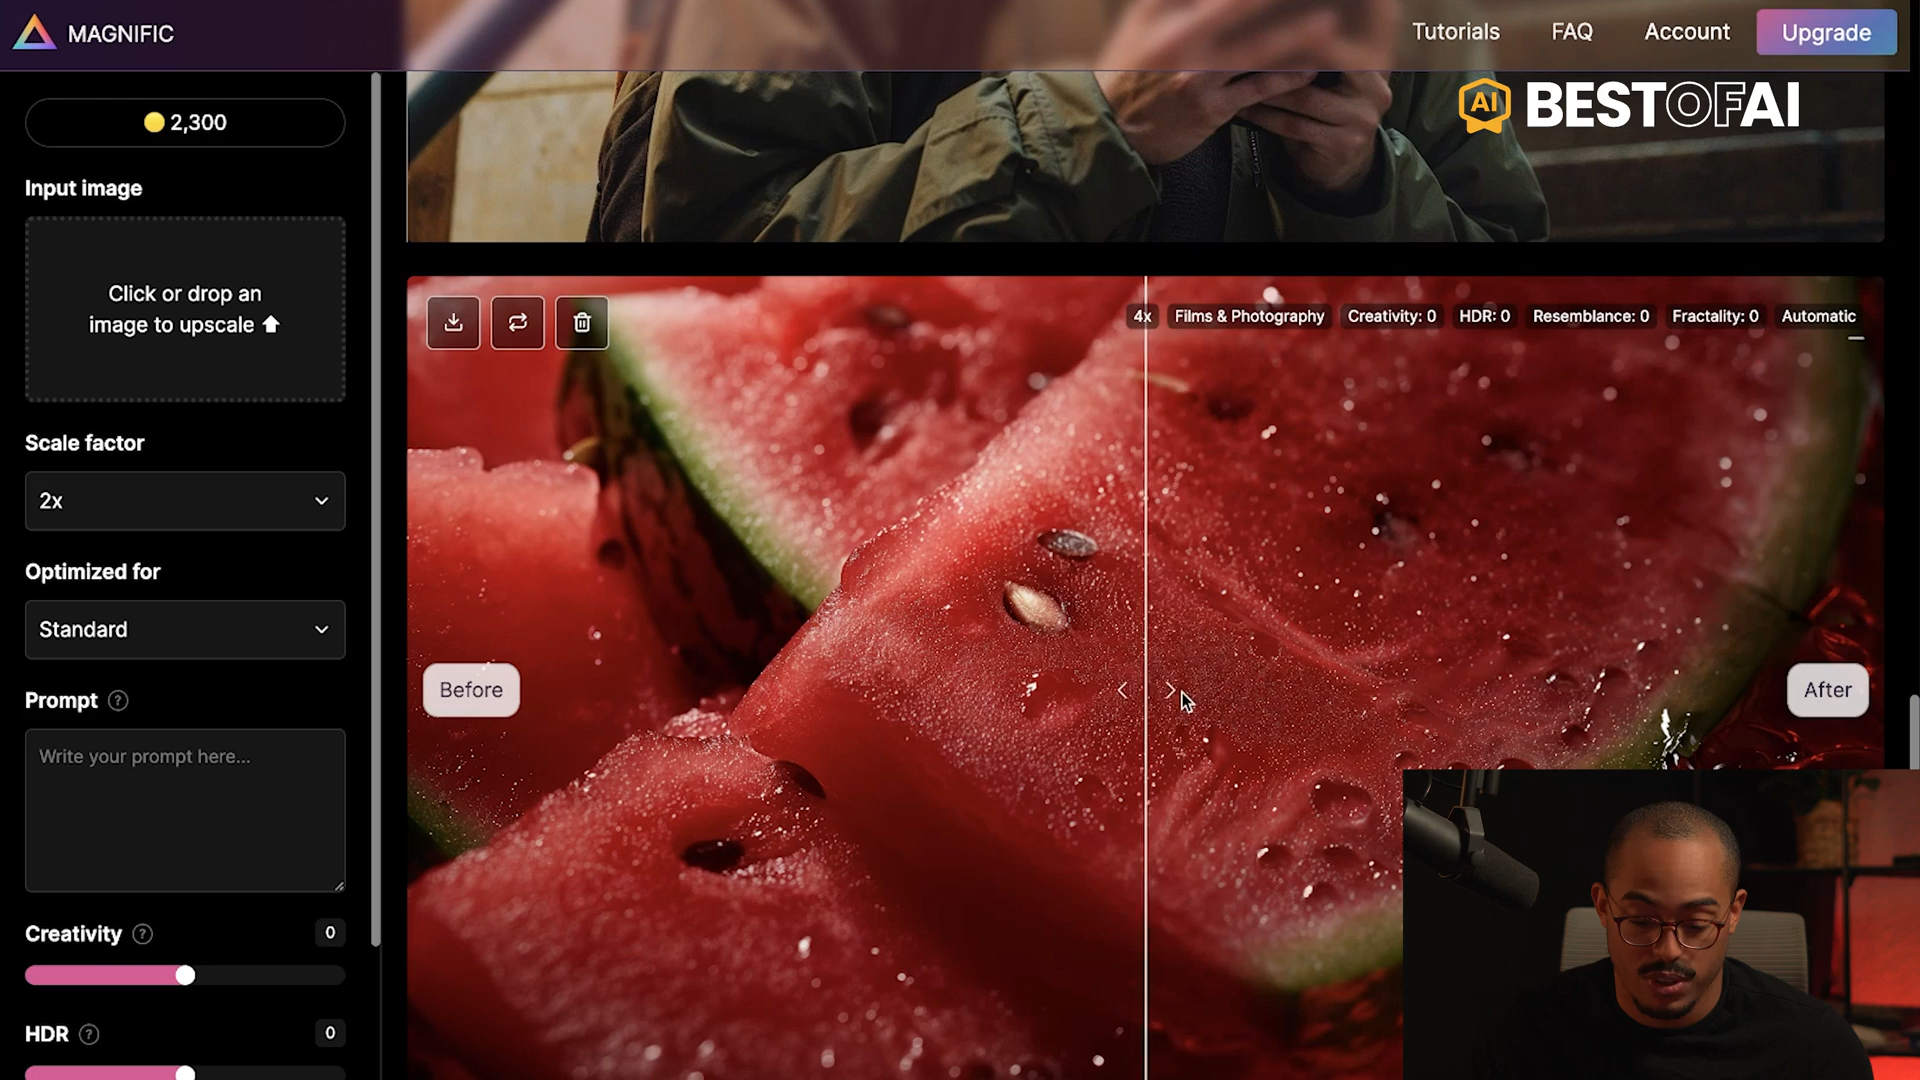 MAGNIFIC
Tutorials
FAQ
Account
Upgrade
AI BESTOFAI
2,300
Input image
Click or drop an
image to upscale
Scale factor
2x
Optimized for
Standard
Prompt ?
Write your prompt here...
Creativity ? 0
HDR ? 0
4x
Films & Photography
Creativity: 0
HDR: 0
Resemblance: 0
Fractality: 0
Automatic
Before
After